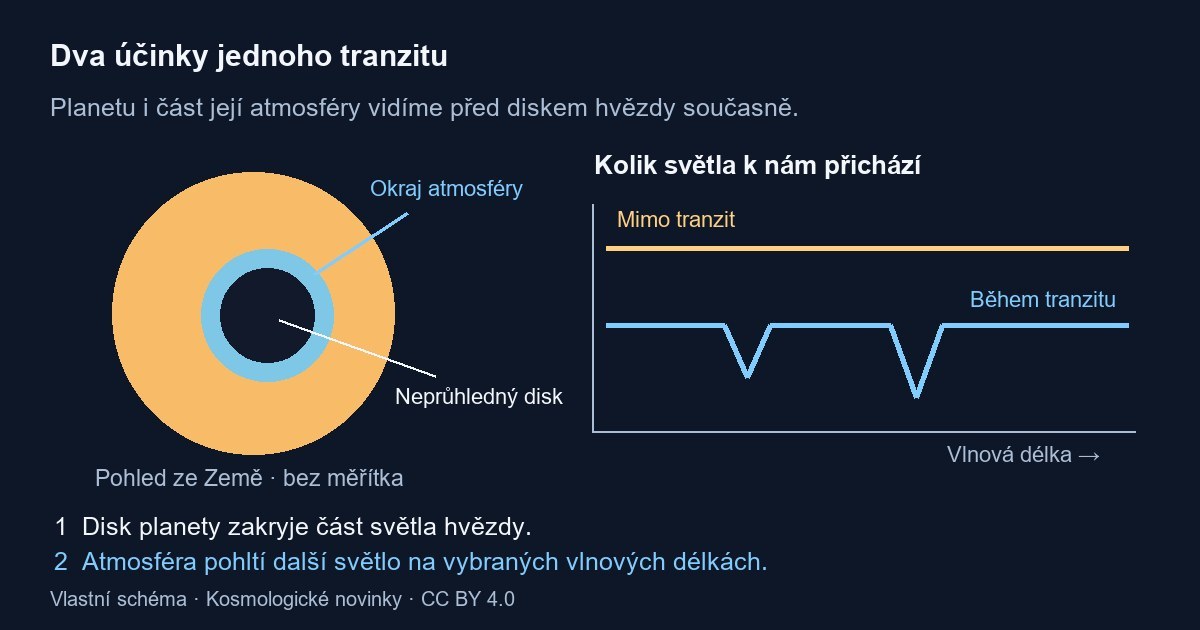 Dva účinky jednoho tranzitu
Planetu i část její atmosféry vidíme před diskem hvězdy současně.
Okraj atmosféry
Neprůhledný disk
Pohled ze Země · bez měřítka
Kolik světla k nám přichází
Mimo tranzit
Během tranzitu
Vlnová délka →
1 Disk planety zakryje část světla hvězdy.
2 Atmosféra pohltí další světlo na vybraných vlnových délkách.
Vlastní schéma · Kosmologické novinky · CC BY 4.0